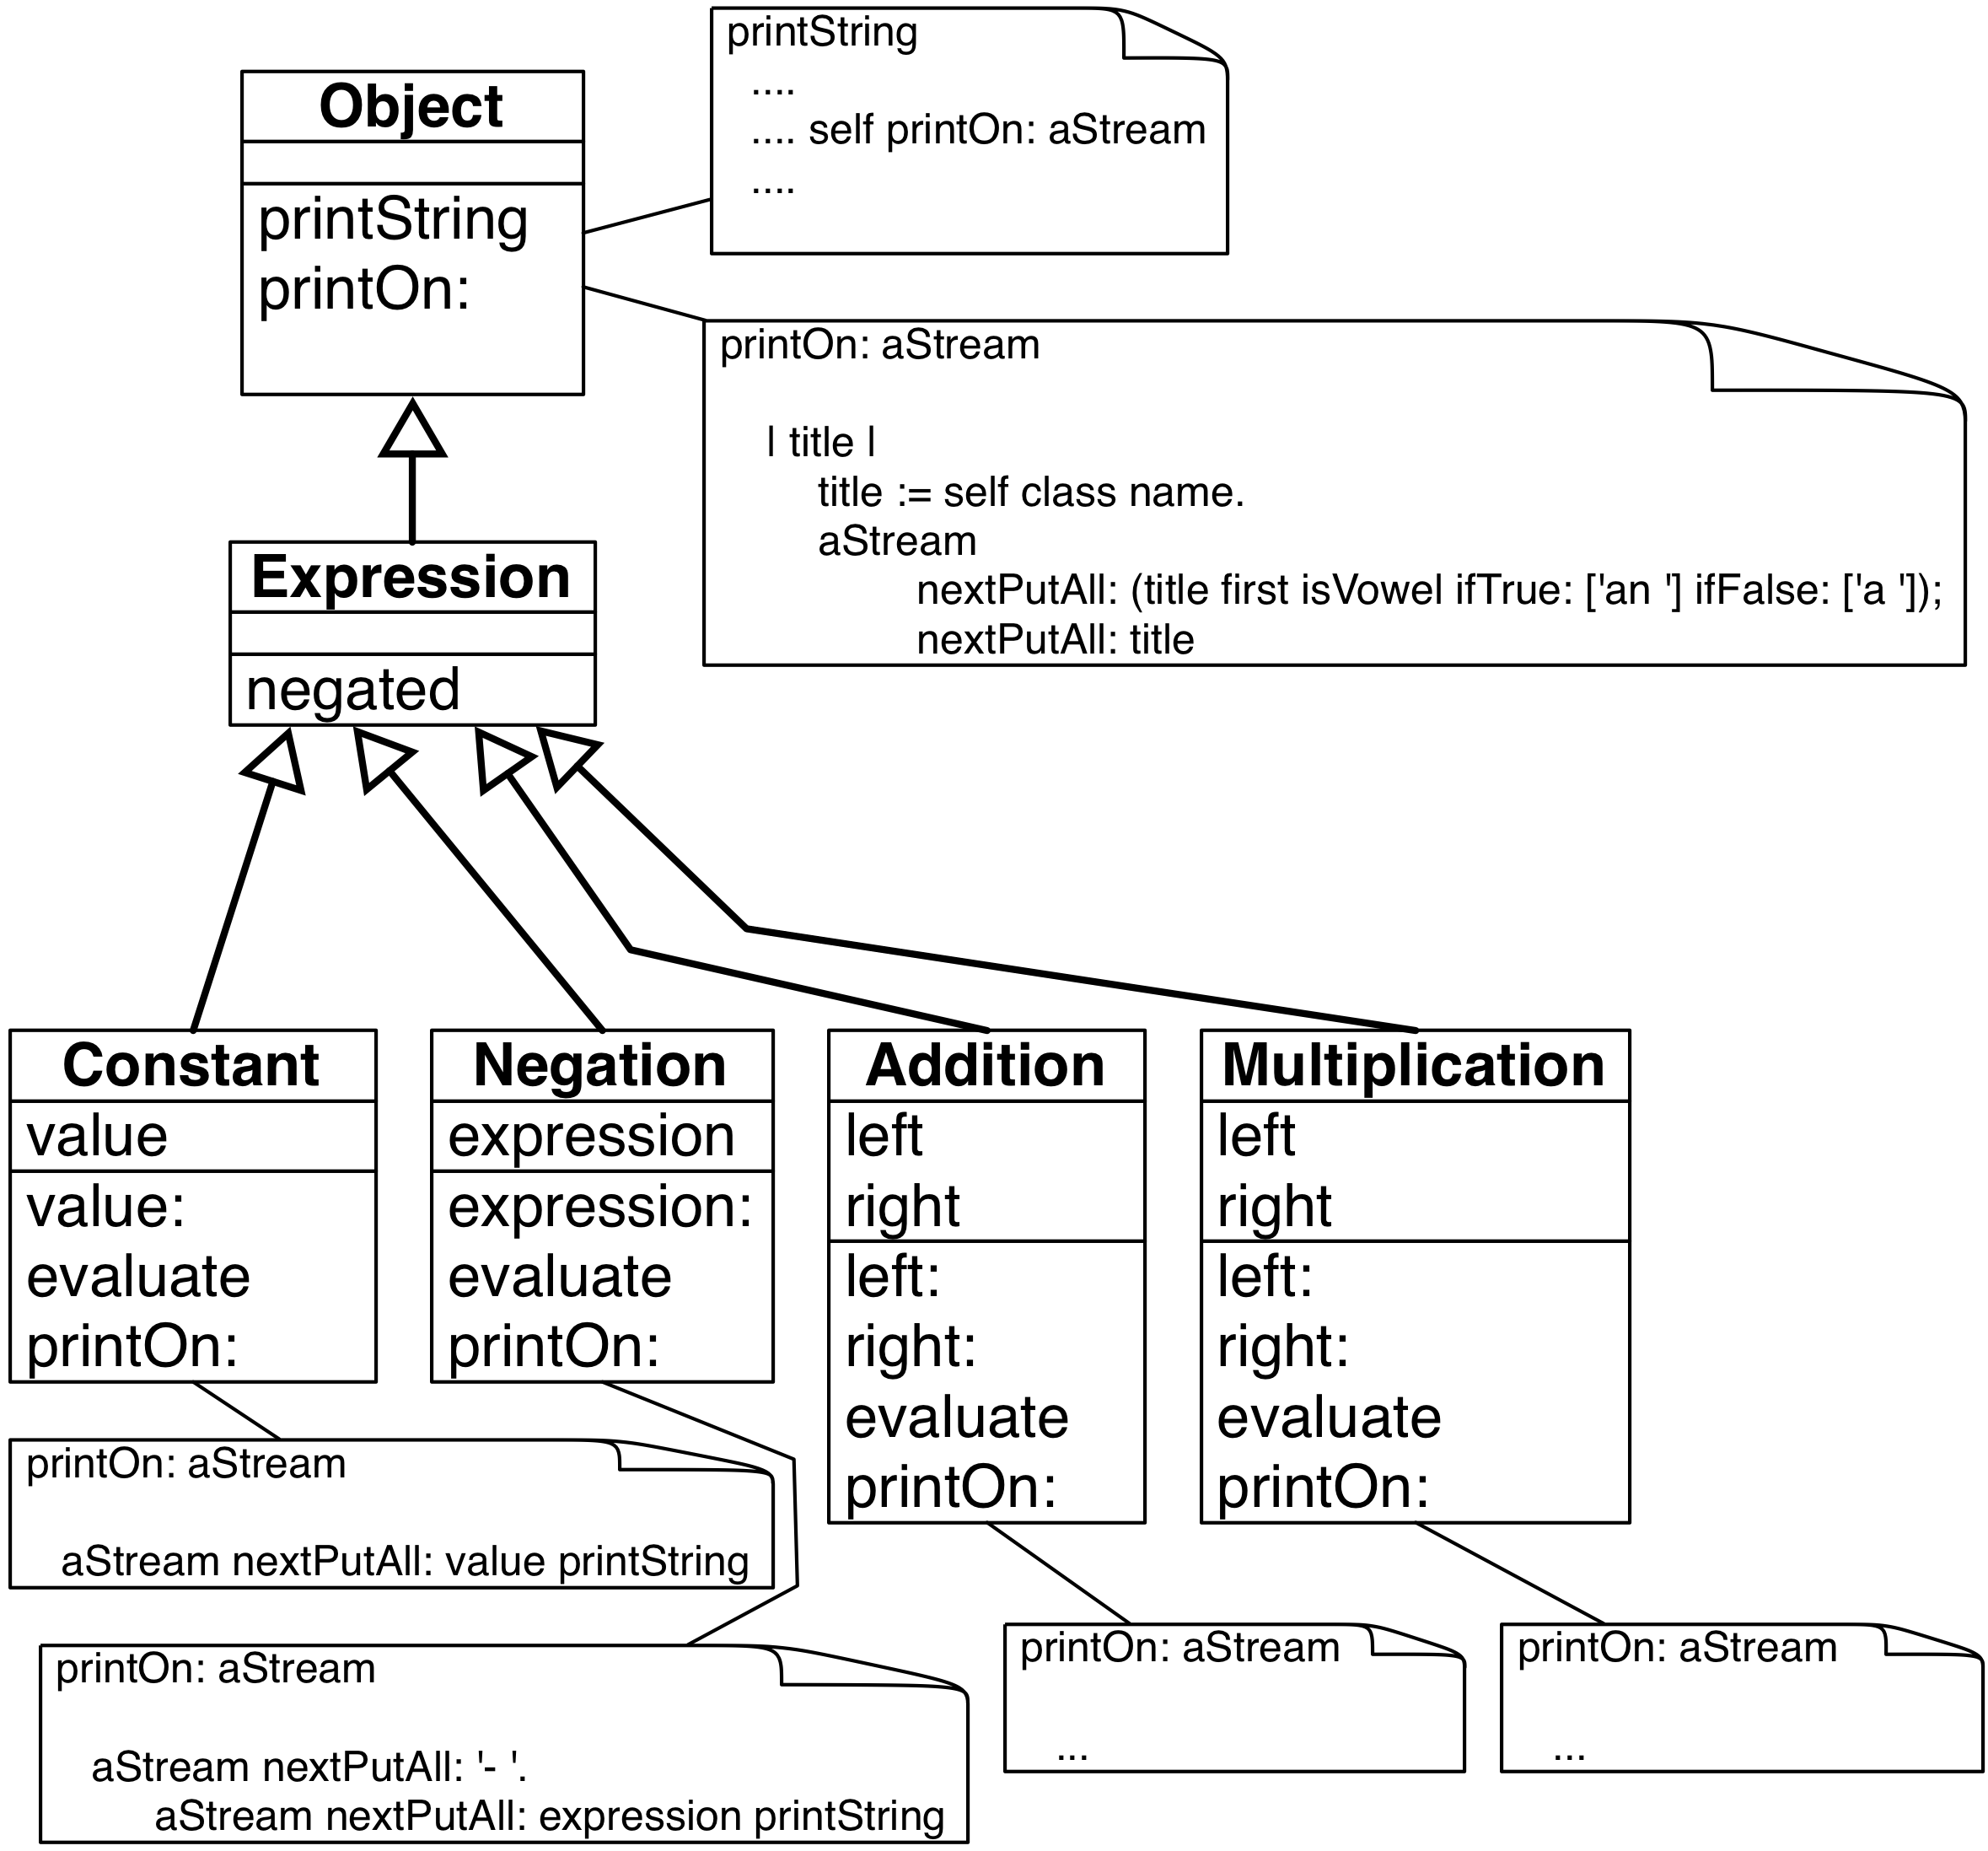 printString
....
.... self printOn: aStream
....
Object
printString
printOn:
printOn: aStream
| title |
title := self class name.
aStream
nextPutAll: (title first isVowel ifTrue: ['an '] ifFalse: ['a ']);
nextPutAll: title
Expression
negated
Constant
value
value:
evaluate
printOn:
Negation
expression
expression:
evaluate
printOn:
Addition
left
right
left:
right:
evaluate
printOn:
Multiplication
left
right
left:
right:
evaluate
printOn:
printOn: aStream
aStream nextPutAll: value printString
printOn: aStream
aStream nextPutAll: '- '.
aStream nextPutAll: expression printString
printOn: aStream
...
printOn: aStream
...